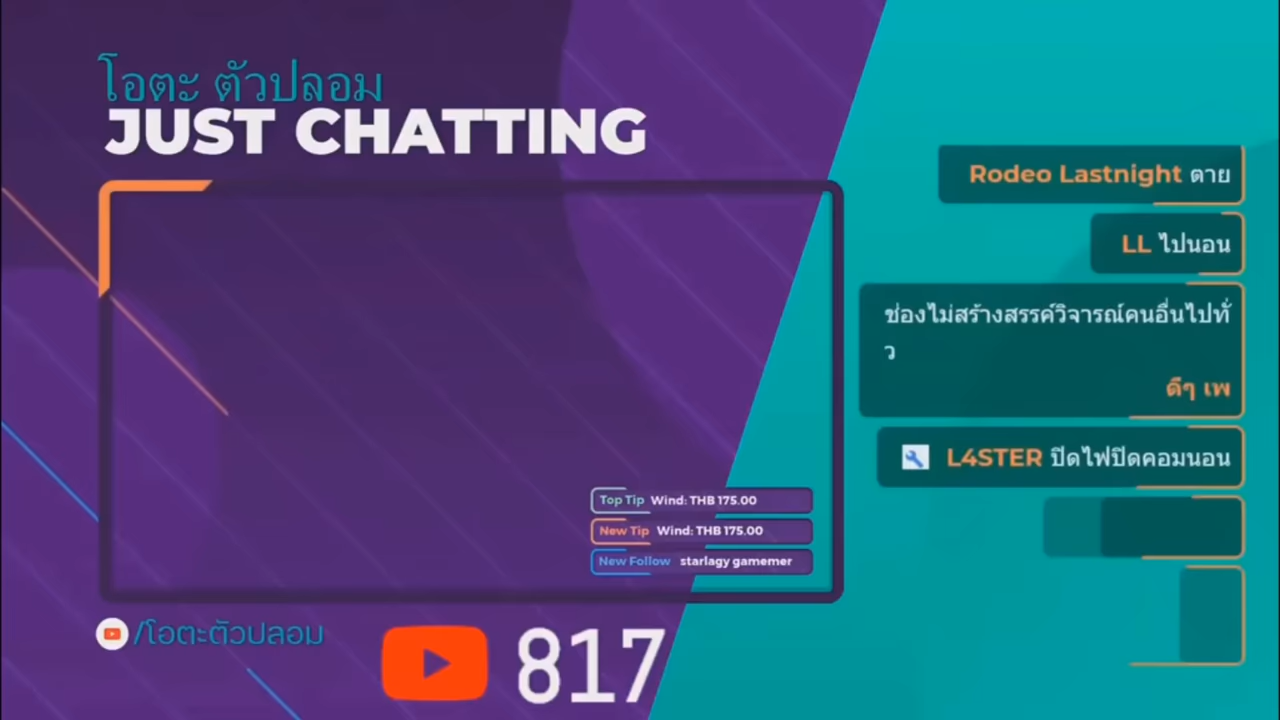 โอตะ ตัวปลอม
JUST CHATTING
Rodeo Lastnight ตาย
LL ไปนอน
ช่องไม่สร้างสรรค์วิจารณ์คนอื่นไปทั่
ว
ดีๆ เพ
L4STER ปิดไฟปิดคอมนอน
Top Tip Wind: THB 175.00
New Tip Wind: THB 175.00
New Follow starlagy gamemer
/โอตะตัวปลอม
817